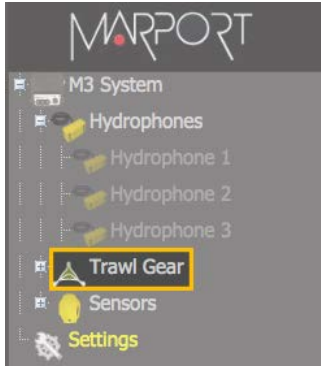 MARPORT
M3 System
Hydrophones
Hydrophone 1
Hydrophone 2
Hydrophone 3
Trawl Gear
Sensors
Settings